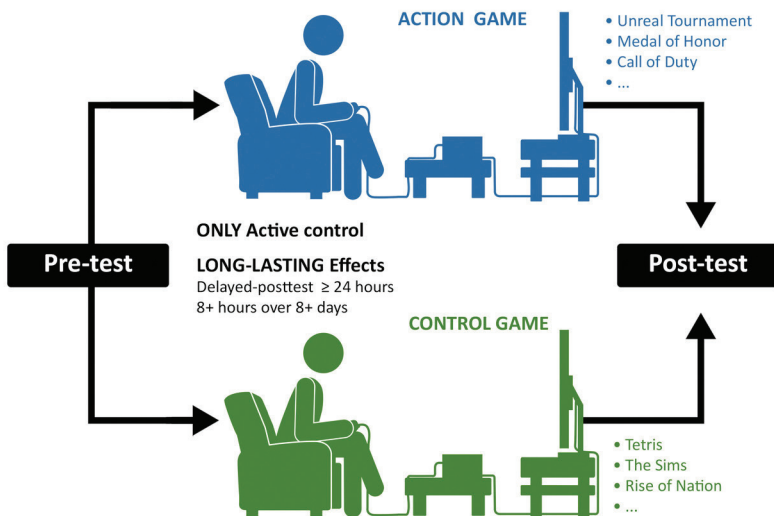 ACTION GAME
• Unreal Tournament
• Medal of Honor
• Call of Duty
• ...
Pre-test
ONLY Active control
LONG-LASTING Effects
Delayed-posttest ≥ 24 hours
8+ hours over 8+ days
Post-test
CONTROL GAME
• Tetris
• The Sims
• Rise of Nation
• ...